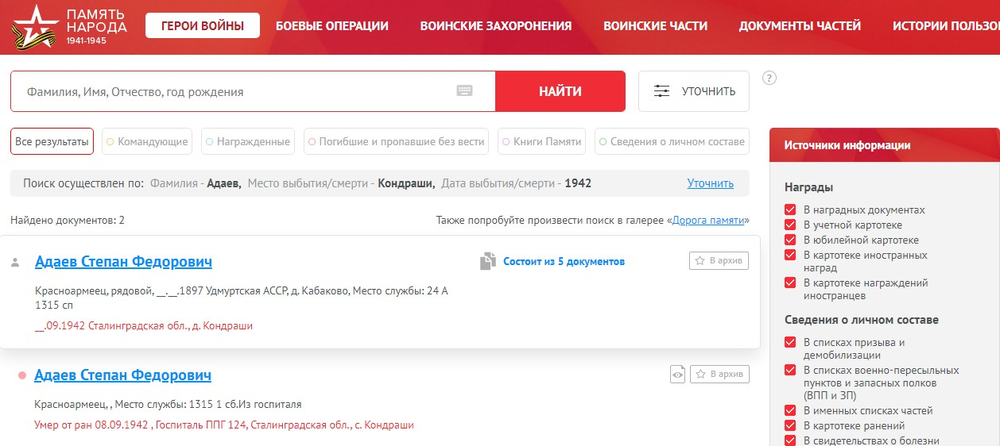 ПАМЯТЬ
НАРОДА
1941-1945
ГЕРОИ ВОЙНЫ
БОЕВЫЕ ОПЕРАЦИИ
ВОИНСКИЕ ЗАХОРОНЕНИЯ
ВОИНСКИЕ ЧАСТИ
ДОКУМЕНТЫ ЧАСТЕЙ
ИСТОРИИ ПОЛЬЗО
Фамилия, Имя, Отчество, год рождения
НАЙТИ
УТОЧНИТЬ
?
Все результаты
Командующие
Награжденные
Погибшие и пропавшие без вести
Книги Памяти
Сведения о личном составе
Поиск осуществлен по: Фамилия - Адаев, Место выбытия/смерти - Кондраши, Дата выбытия/смерти - 1942
Уточнить
Найдено документов: 2
Также попробуйте произвести поиск в галерее «Дорога памяти»
Адаев Степан Федорович
Состоит из 5 документов
В архив
Красноармеец, рядовой, __.__.1897 Удмуртская АССР, д. Кабаково, Место службы: 24 А
1315 сп
__.09.1942 Сталинградская обл., д. Кондраши
Адаев Степан Федорович
В архив
Красноармеец, , Место службы: 1315 1 сб.Из госпиталя
Умер от ран 08.09.1942 , Госпиталь ППГ 124, Сталинградская обл., с. Кондраши
Источники информации
Награды
В наградных документах
В учетной картотеке
В юбилейной картотеке
В картотеке иностранных
наград
В картотеке награждений
иностранцев
Сведения о личном составе
В списках призыва и
демобилизации
В списках военно-пересыльных
пунктов и запасных полков
(ВПП и ЗП)
В именных списках частей
В картотеке ранений
В свидетельствах о болезни